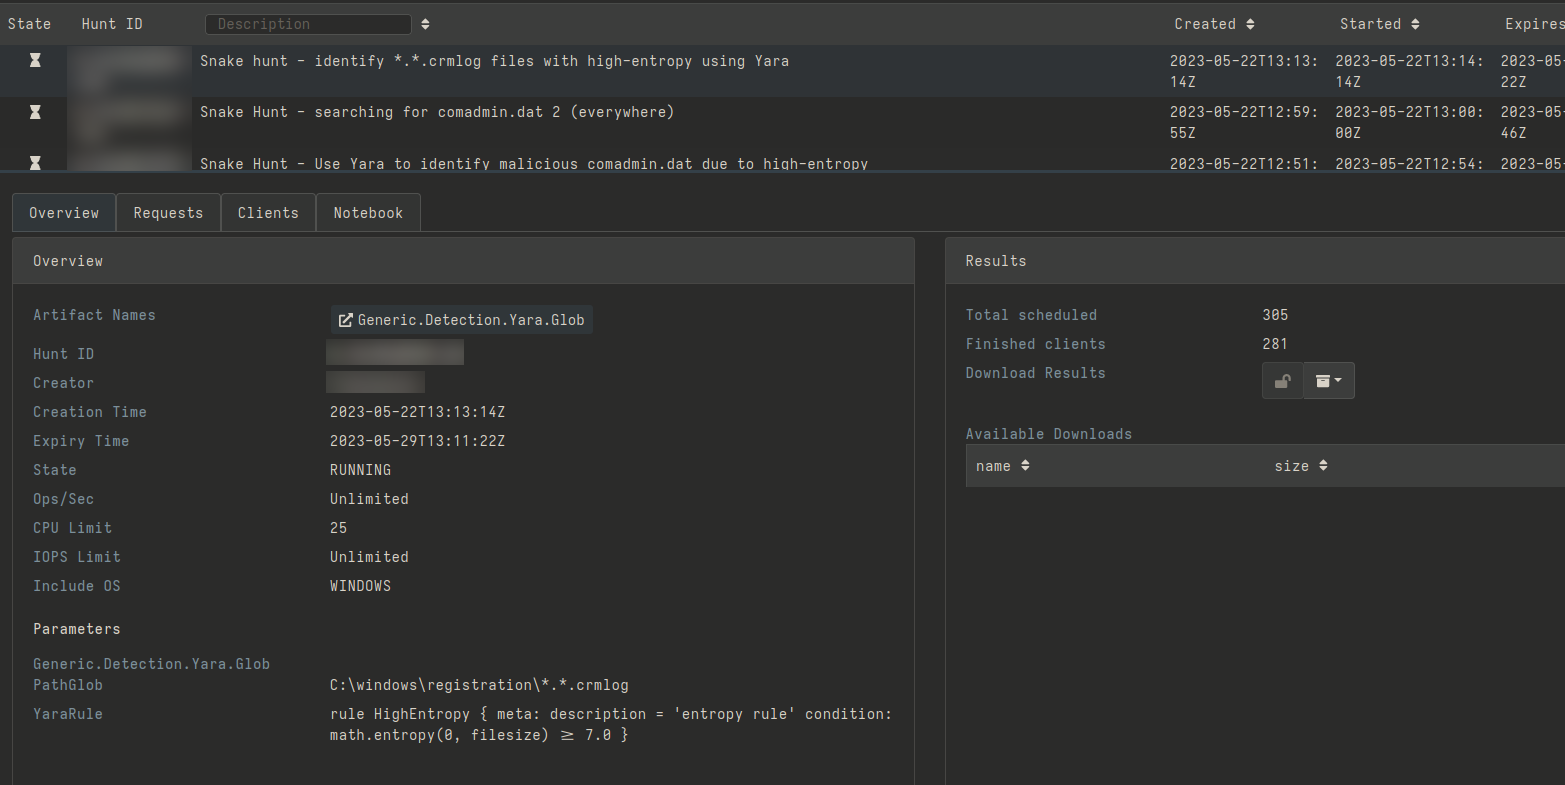 State Hunt ID Description Created Started Expires
Snake hunt - identify *.*.crmlog files with high-entropy using Yara 2023-05-22T13:13: 2023-05-22T13:14: 2023-05-
14Z 14Z 22Z
Snake Hunt - searching for comadmin.dat 2 (everywhere) 2023-05-22T12:59: 2023-05-22T13:00: 2023-05-
55Z 00Z 46Z
Snake Hunt - Use Yara to identify malicious comadmin.dat due to high-entropy 2023-05-22T12:51: 2023-05-22T12:54: 2023-05-
Overview Requests Clients Notebook
Overview
Artifact Names Generic.Detection.Yara.Glob
Hunt ID
Creator
Creation Time 2023-05-22T13:13:14Z
Expiry Time 2023-05-29T13:11:22Z
State RUNNING
Ops/Sec Unlimited
CPU Limit 25
IOPS Limit Unlimited
Include OS WINDOWS
Parameters
Generic.Detection.Yara.Glob
PathGlob C:\windows\registration\*.*.crmlog
YaraRule rule HighEntropy { meta: description = 'entropy rule' condition:
math.entropy(0, filesize) ≥ 7.0 }
Results
Total scheduled 305
Finished clients 281
Download Results
Available Downloads
name size